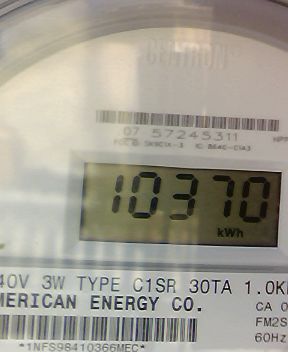 CENTRON
07 57245311
10370
kWh
40V 3W TYPE C1SR 30TA 1.0K
MERICAN ENERGY CO.
CA 0
FM2S
60Hz
*1NFS98410366MEC*